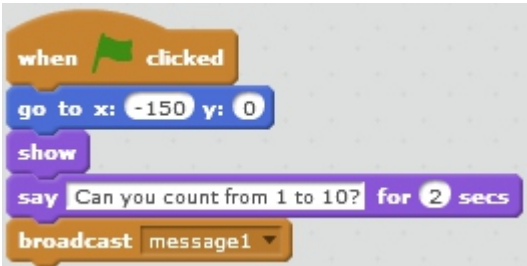 when clicked
go to x: -150 y: 0
show
say Can you count from 1 to 10? for 2 secs
broadcast message1